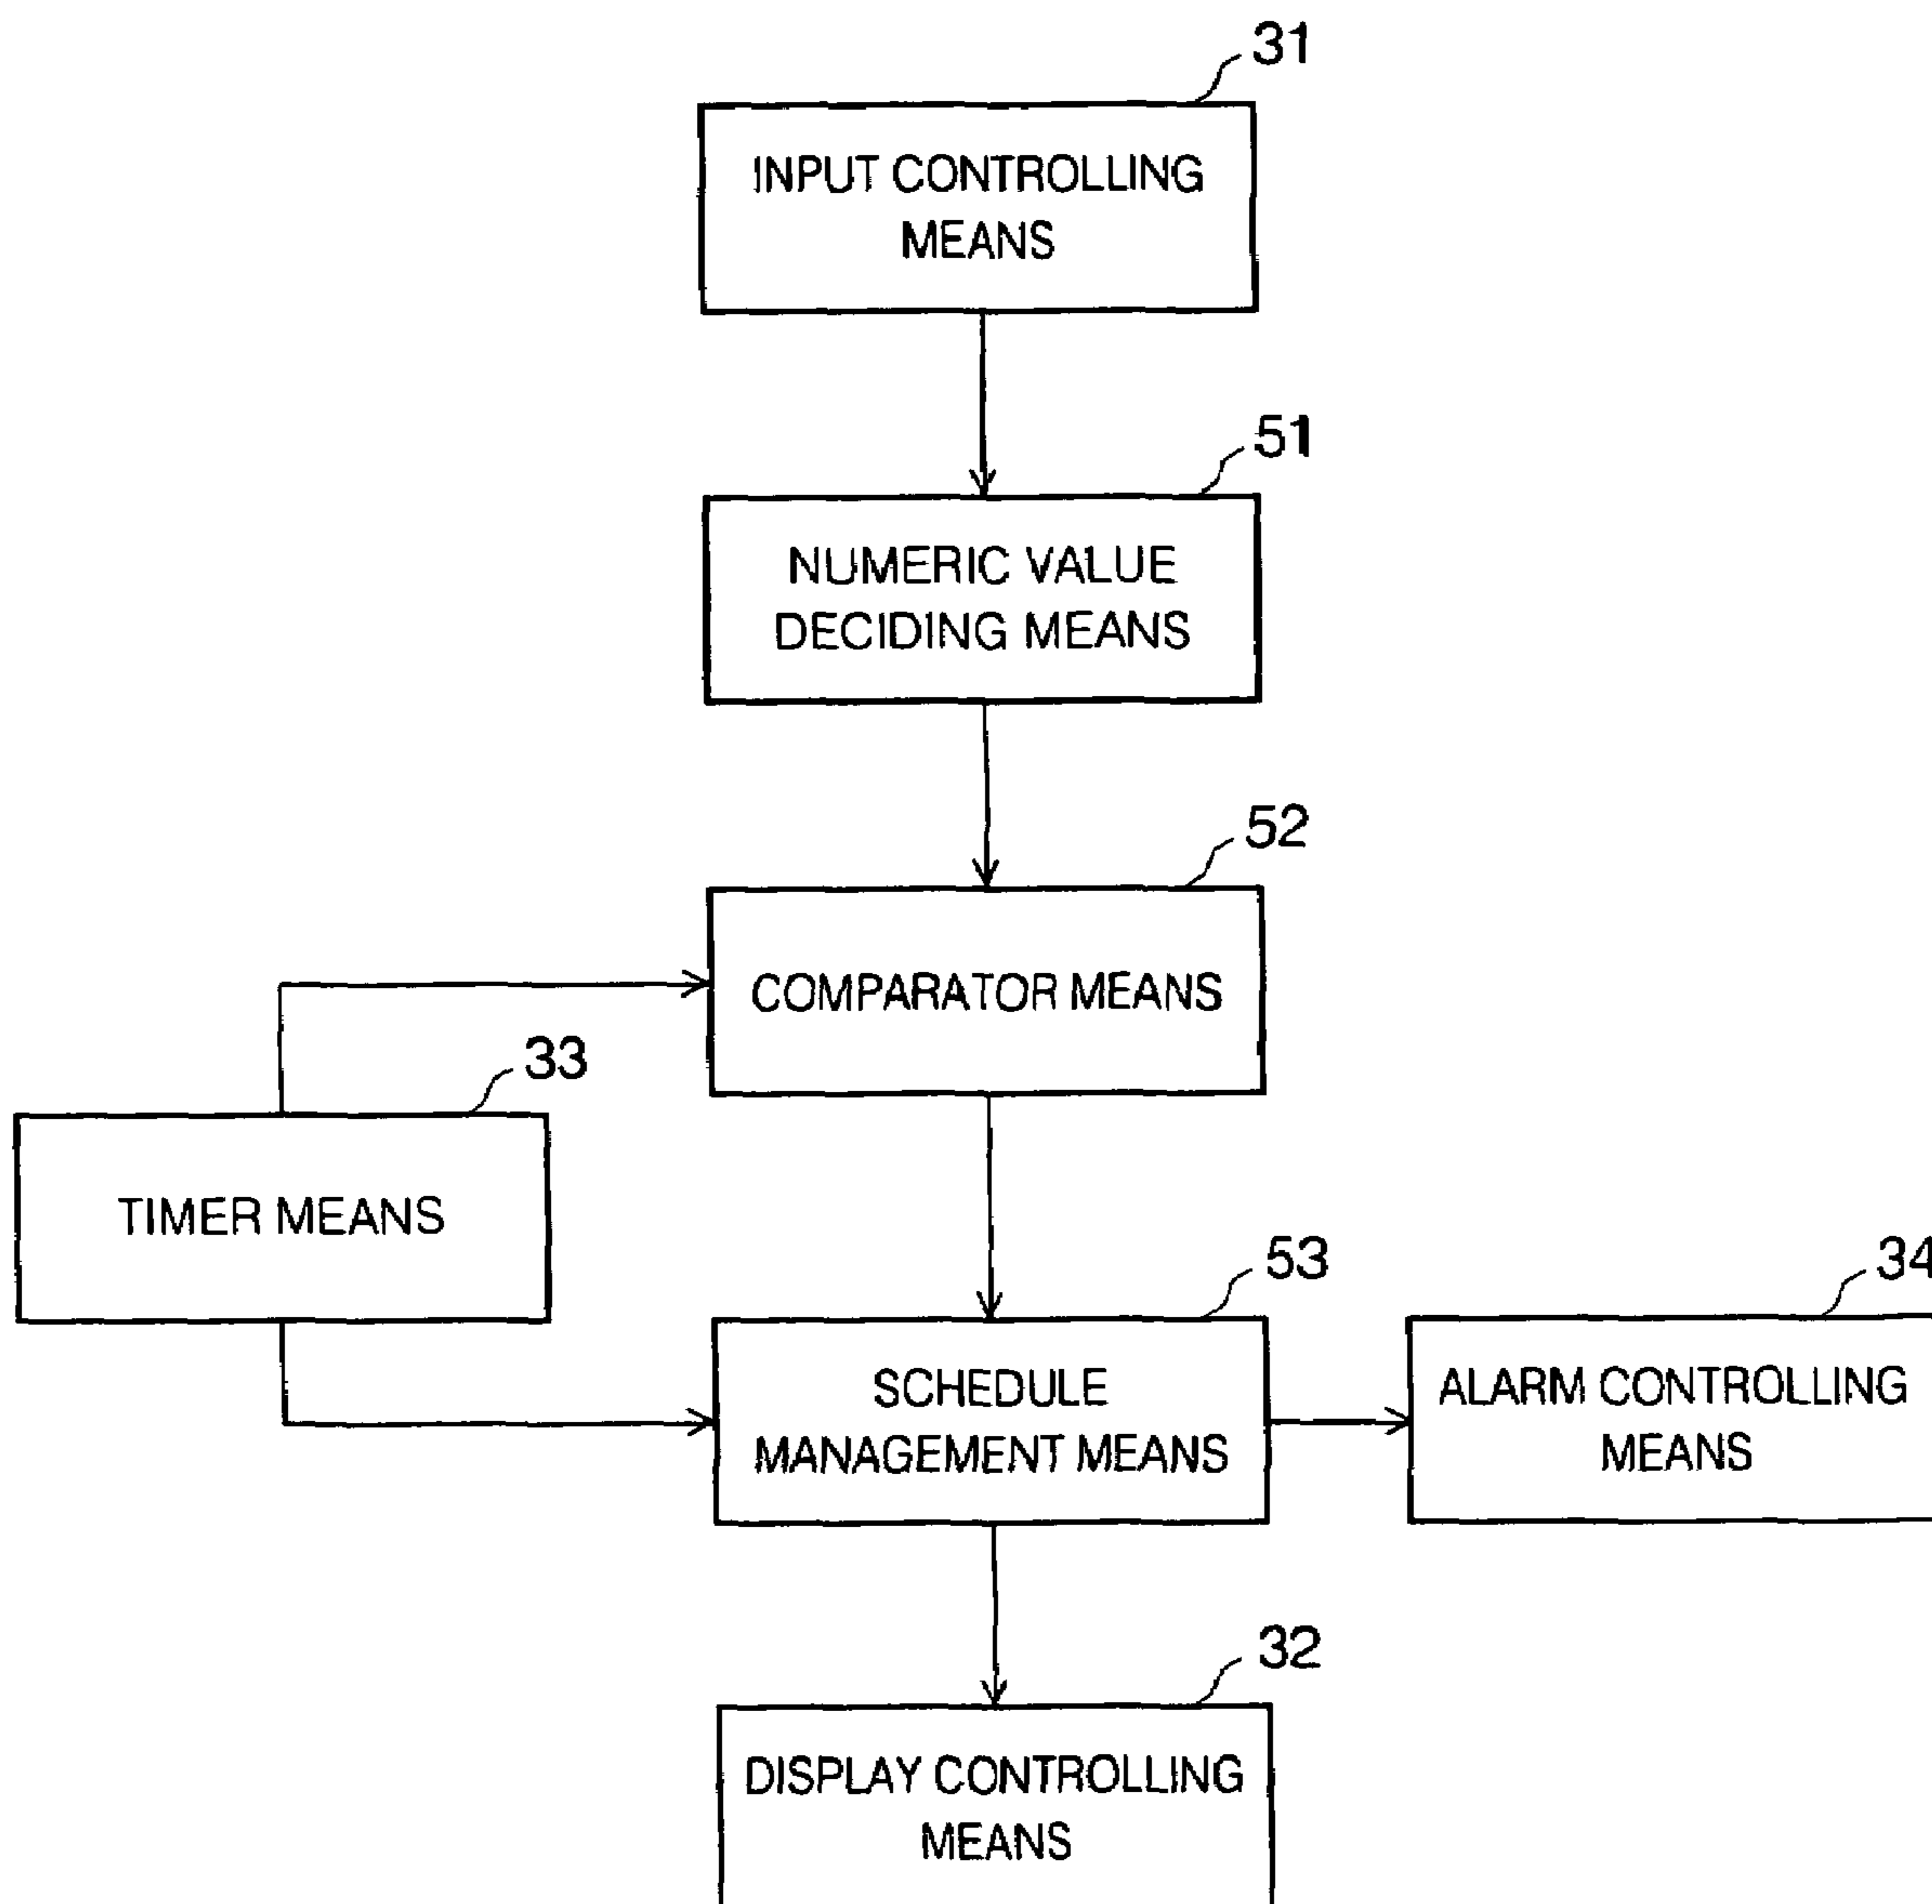 31
INPUT CONTROLLING
MEANS
51
NUMERIC VALUE
DECIDING MEANS
52
COMPARATOR MEANS
33
TIMER MEANS
53
SCHEDULE
MANAGEMENT MEANS
34
ALARM CONTROLLING
MEANS
32
DISPLAY CONTROLLING
MEANS